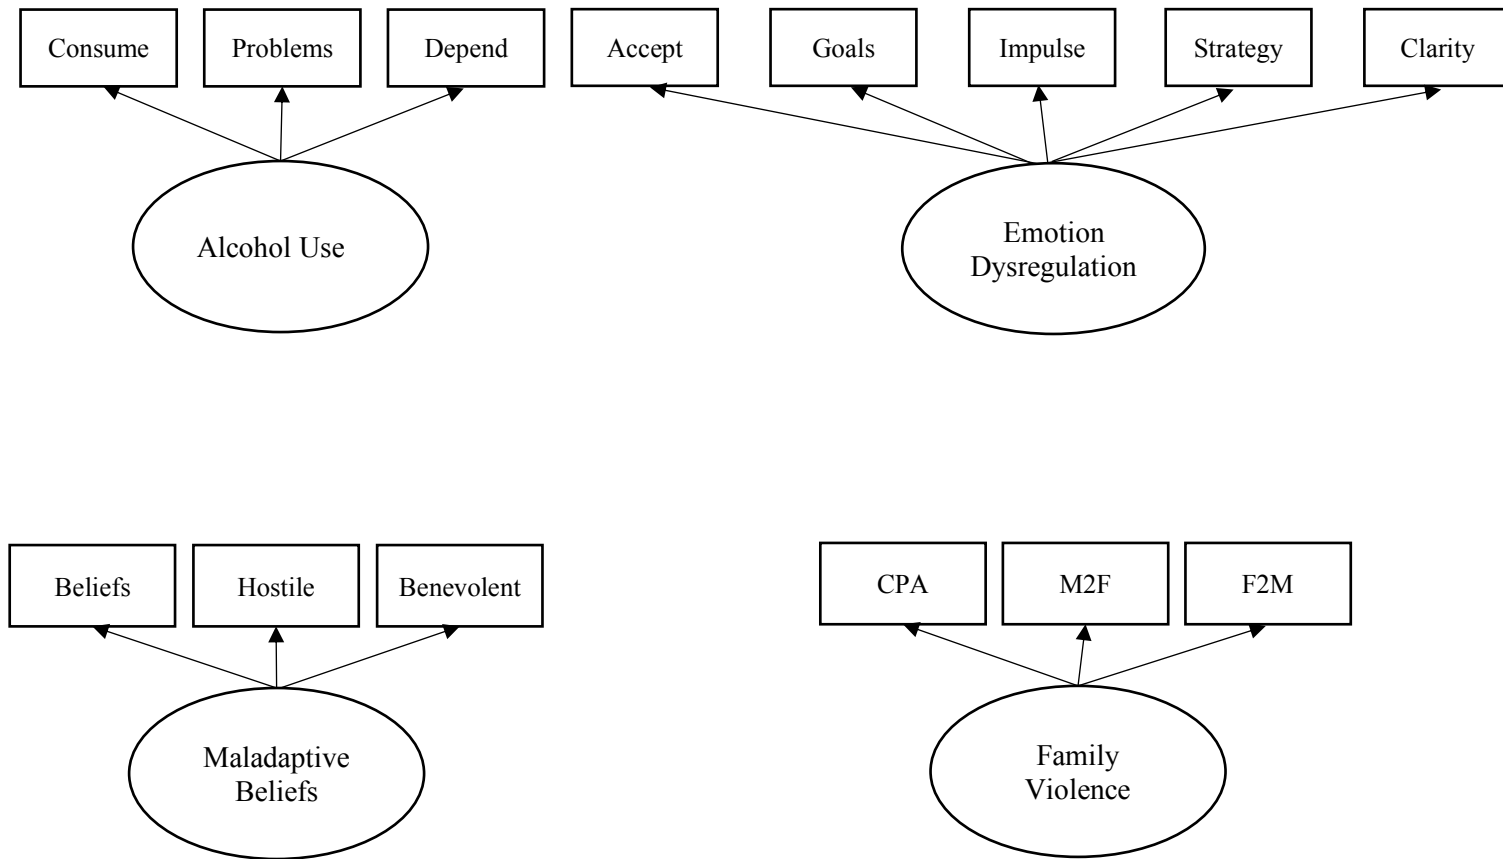 Consume
Problems
Depend
Accept
Goals
Impulse
Strategy
Clarity
Alcohol Use
Emotion
Dysregulation
Beliefs
Hostile
Benevolent
CPA
M2F
F2M
Maladaptive
Beliefs
Family
Violence